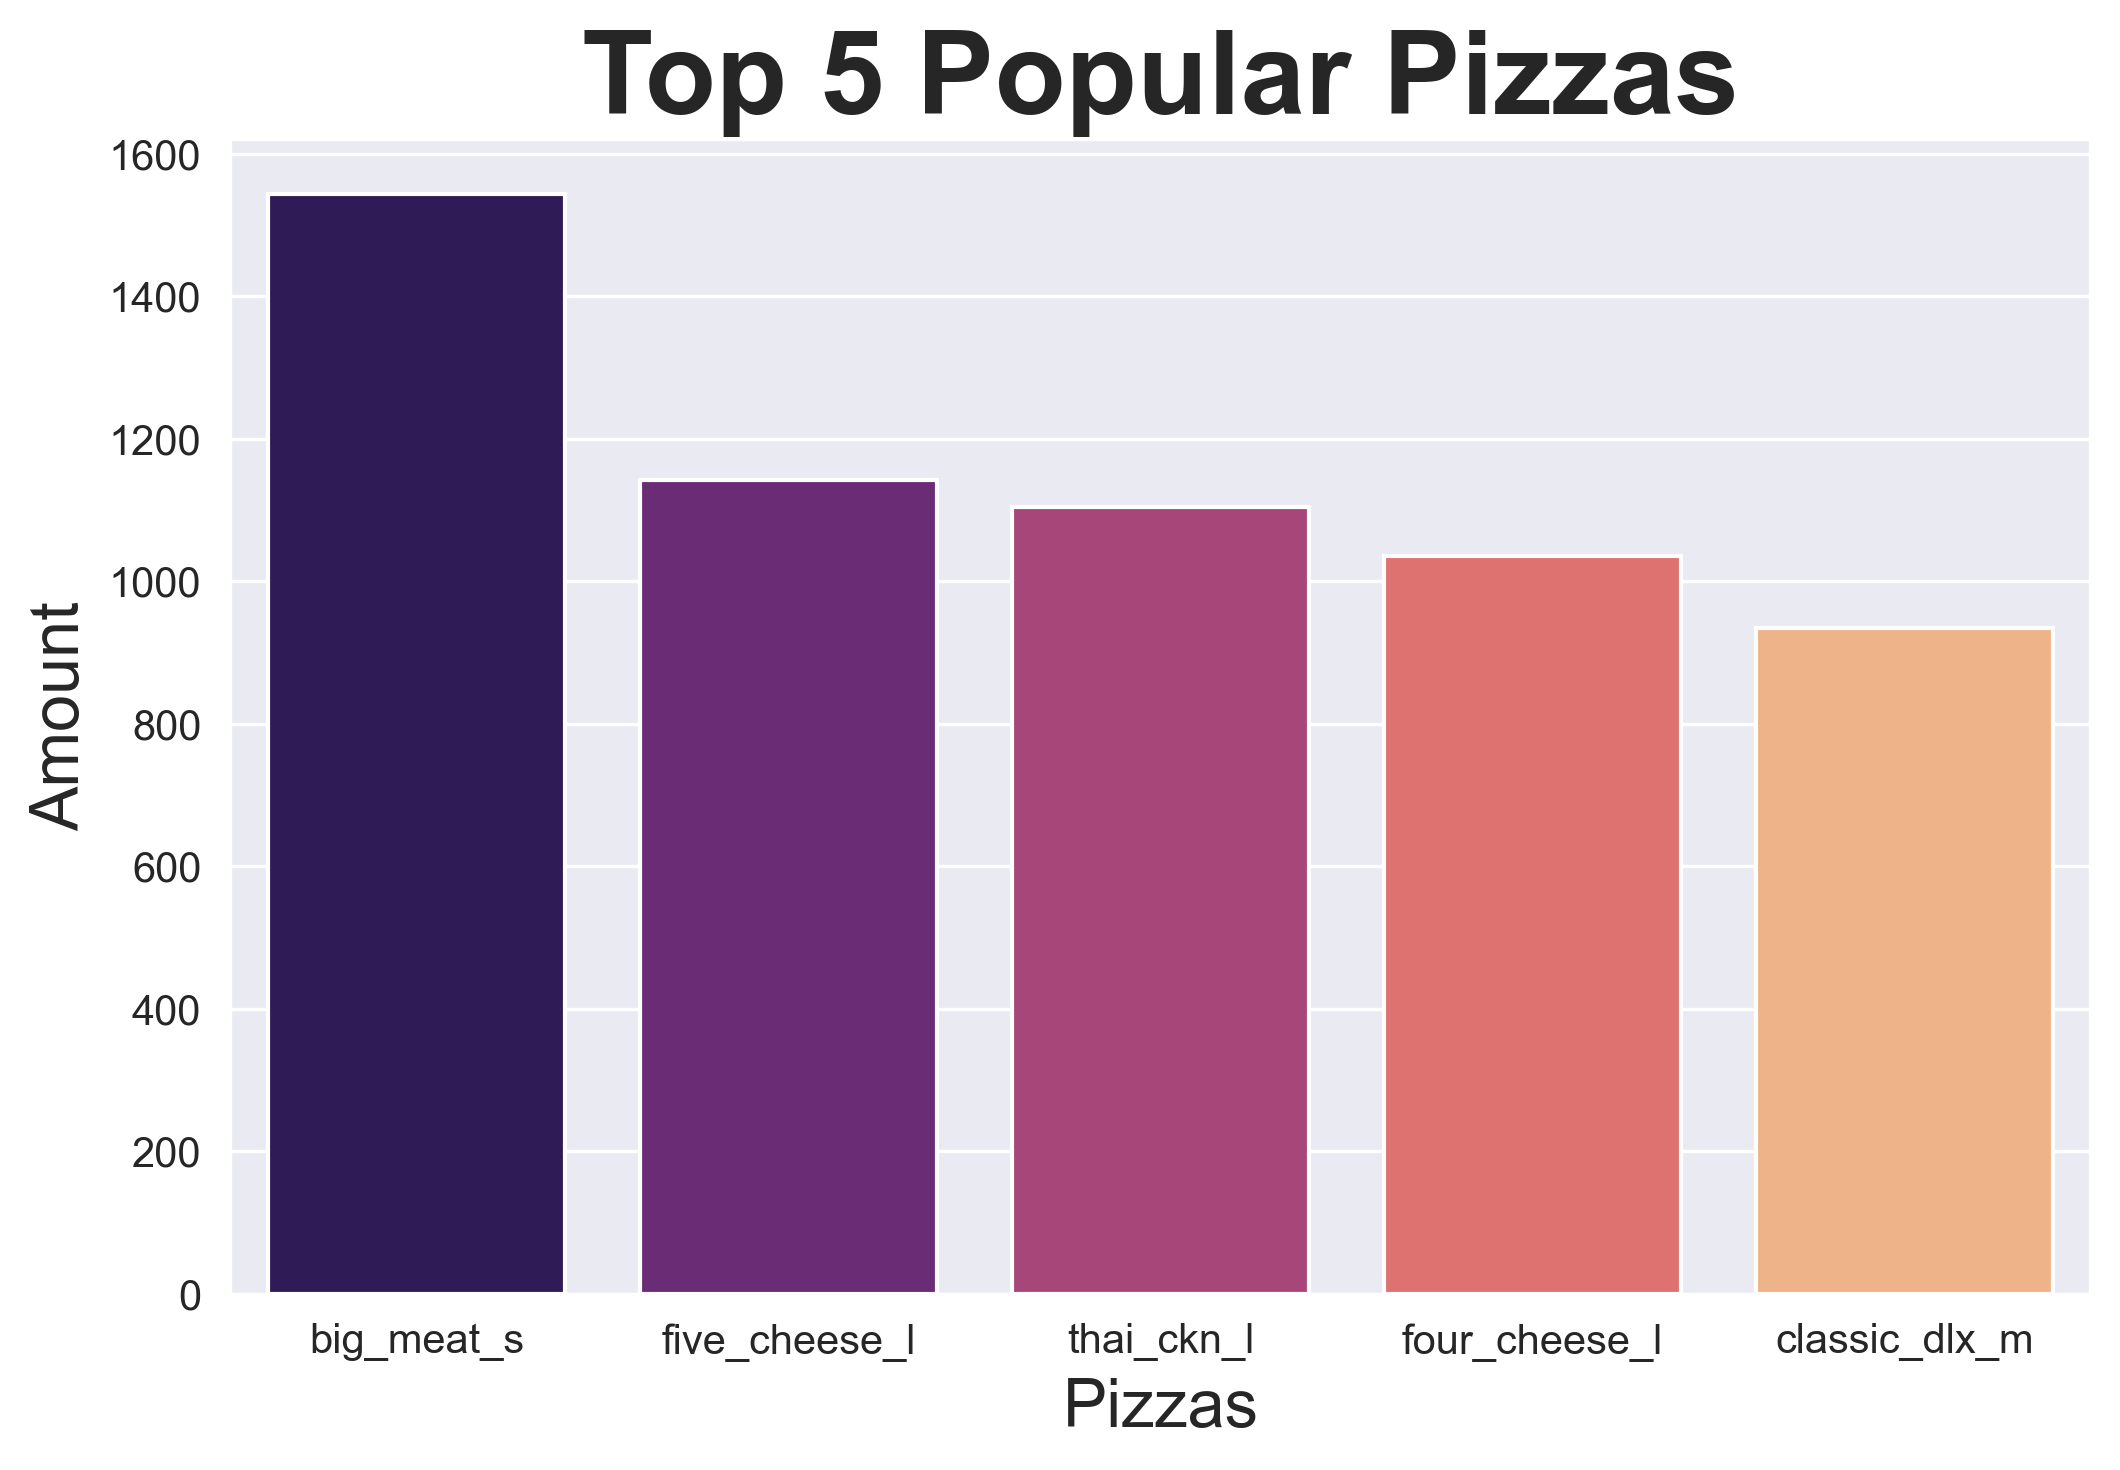 Top 5 Popular Pizzas
1600
1400
1200
1000
800
600
400
200
0
Amount
big_meat_s five_cheese_l thai_ckn_l four_cheese_l classic_dlx_m
Pizzas